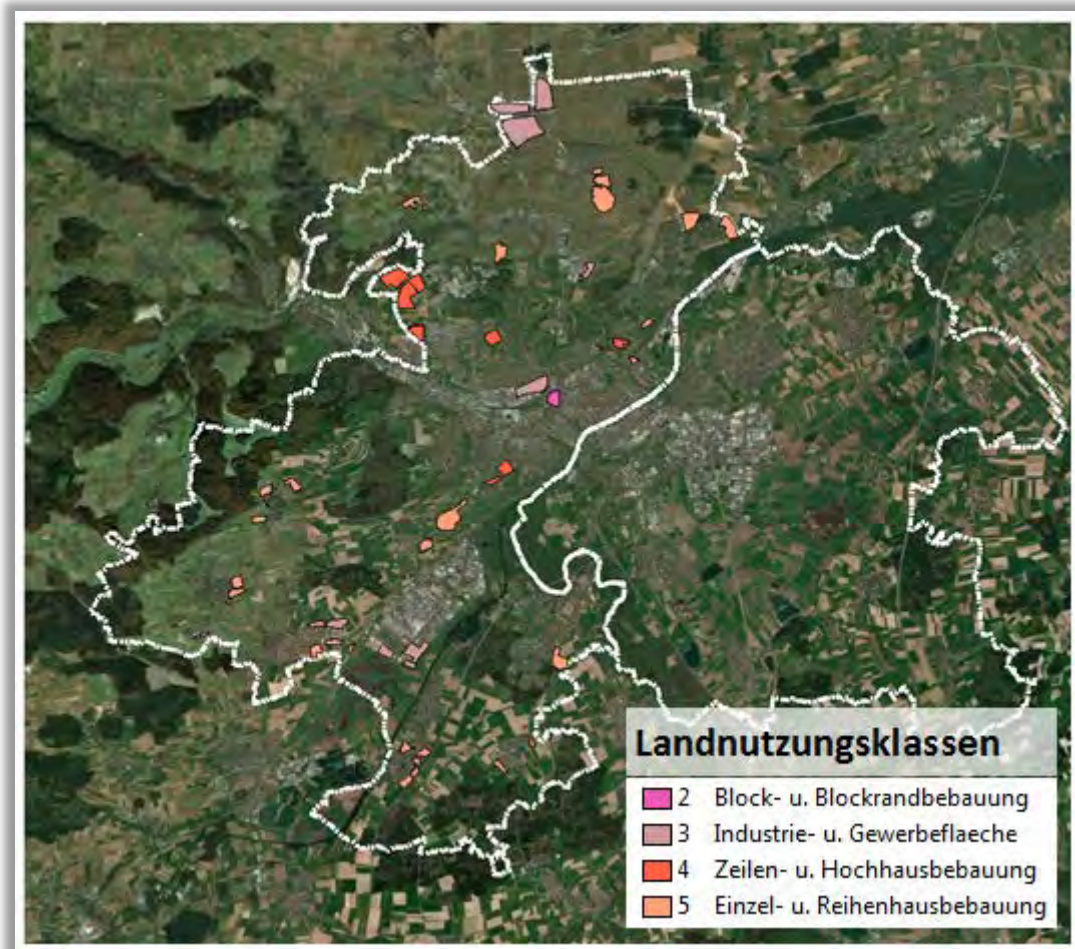 Landnutzungsklassen
2 Block- u. Blockrandbebauung
3 Industrie- u. Gewerbeflaeche
4 Zeilen- u. Hochhausbebauung
5 Einzel- u. Reihenhausbebauung